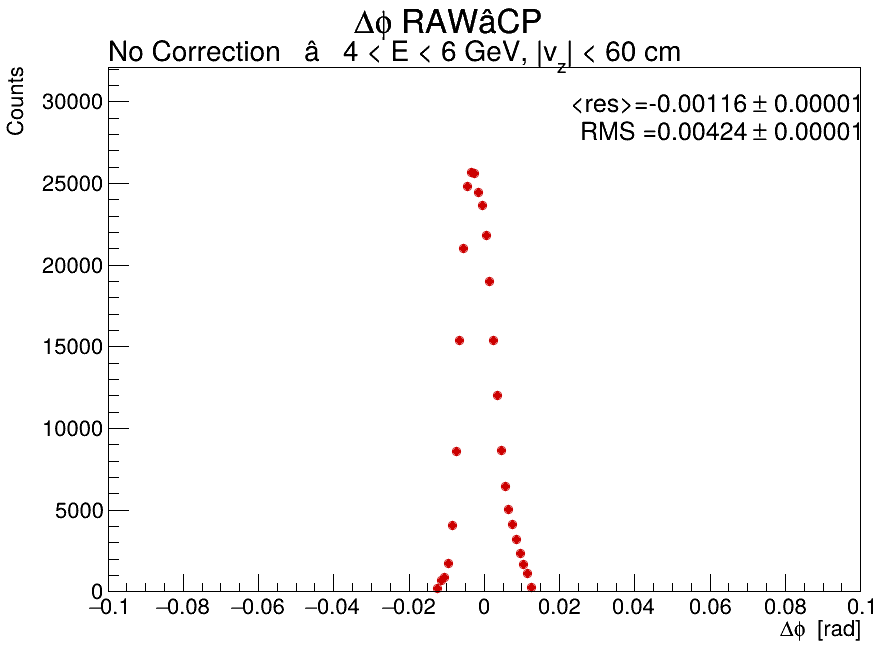 Δϕ RAWâCP
No Correction â 4 < E < 6 GeV, |vz| < 60 cm
<res>=-0.00116 ± 0.00001
RMS =0.00424 ± 0.00001
Counts
30000
25000
20000
15000
10000
5000
0
−0.1 −0.08 −0.06 −0.04 −0.02 0 0.02 0.04 0.06 0.08 0.1
Δϕ [rad]